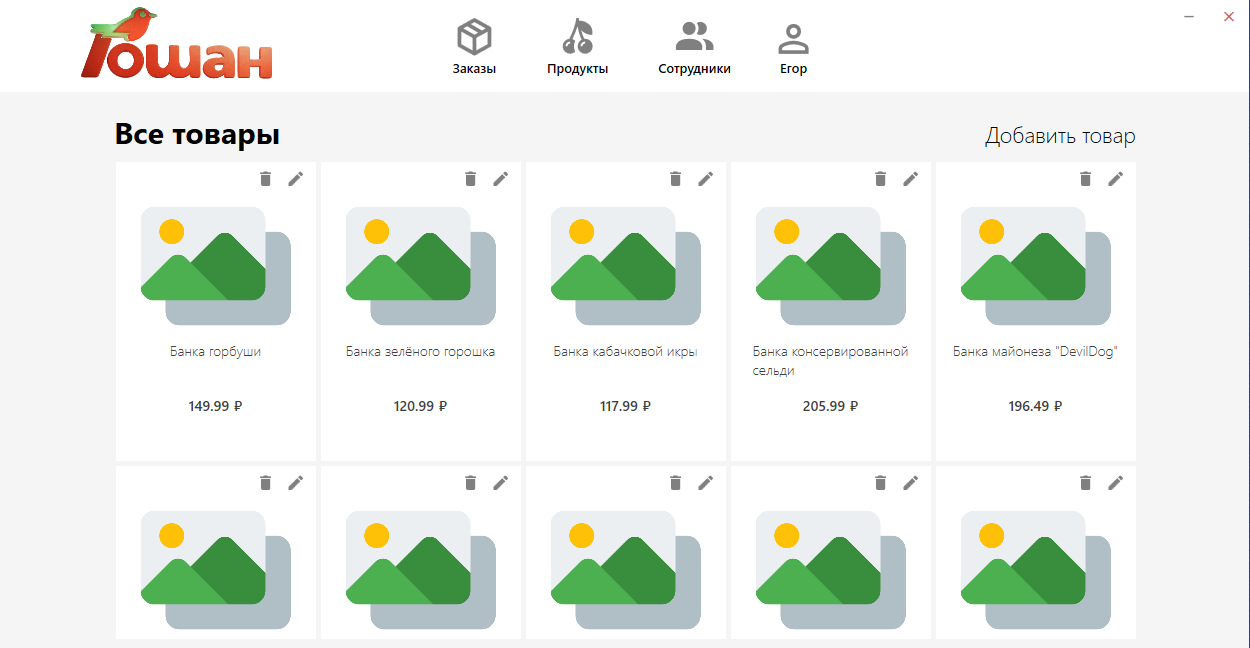 Гошан
Заказы
Продукты
Сотрудники
Егор
Все товары
Добавить товар
Банка горбуши
149.99 ₽
Банка зелёного горошка
120.99 ₽
Банка кабачковой икры
117.99 ₽
Банка консервированной
сельди
205.99 ₽
Банка майонеза "DevilDog"
196.49 ₽